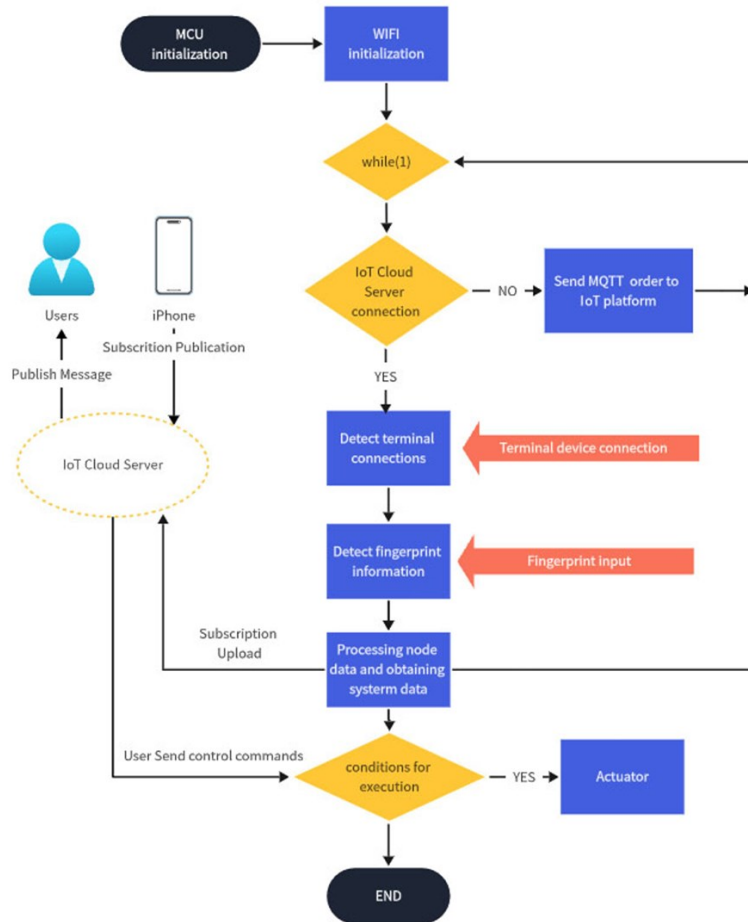 MCU
initialization
WIFI
initialization
while(1)
IoT Cloud
Server
connection
NO
Send MQTT order to
IoT platform
Users
iPhone
Subscrition Publication
Publish Message
YES
IoT Cloud Server
Detect terminal
connections
Terminal device connection
Detect fingerprint
information
Fingerprint input
Subscription
Upload
Processing node
data and obtaining
systerm data
User Send control commands
conditions for
execution
YES
Actuator
END